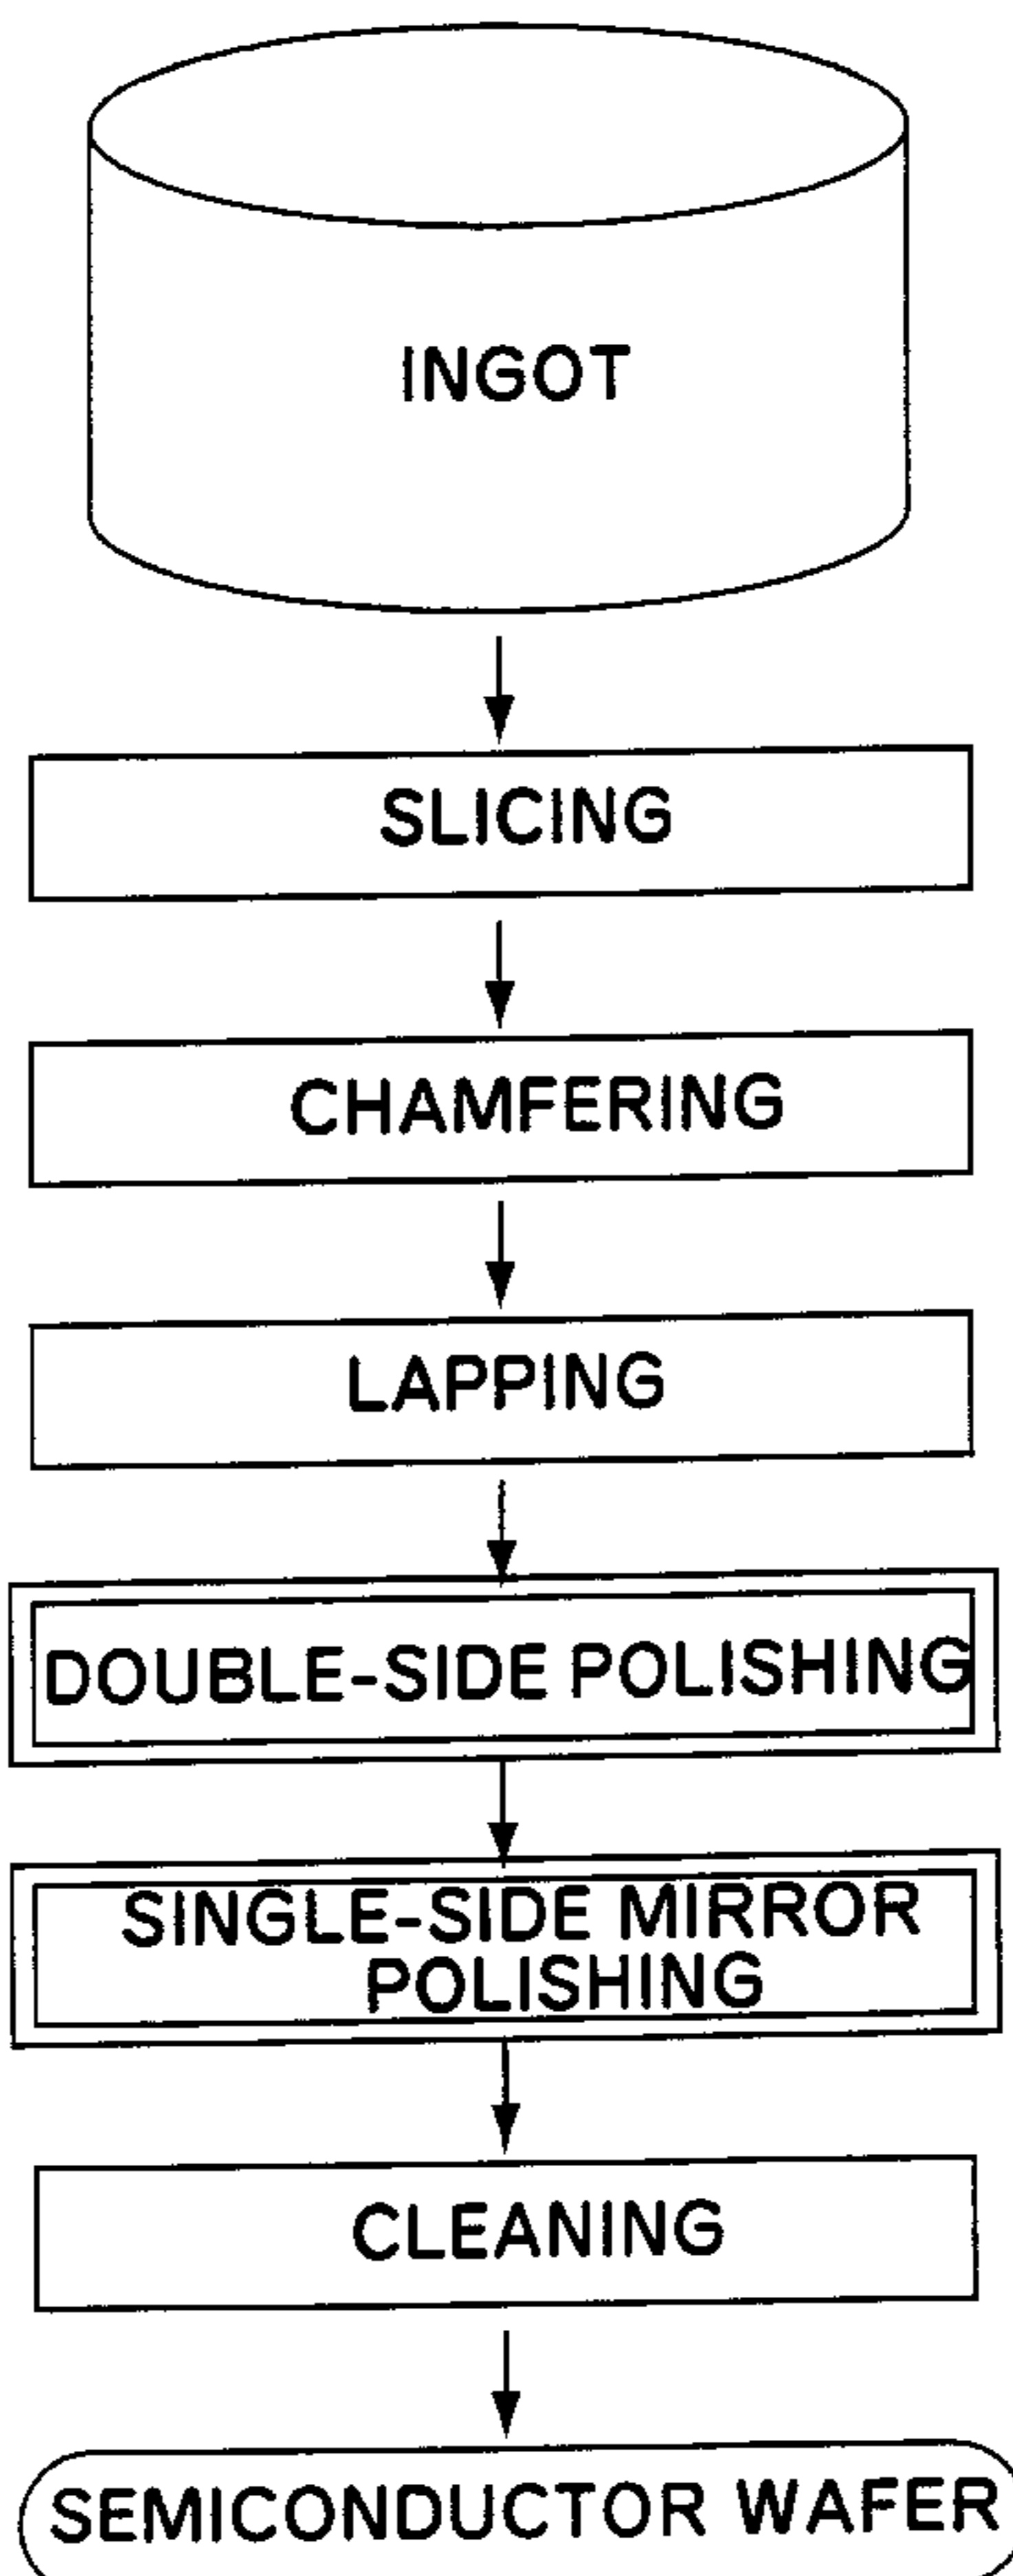 INGOT
SLICING
CHAMFERING
LAPPING
DOUBLE-SIDE POLISHING
SINGLE-SIDE MIRROR
POLISHING
CLEANING
SEMICONDUCTOR WAFER